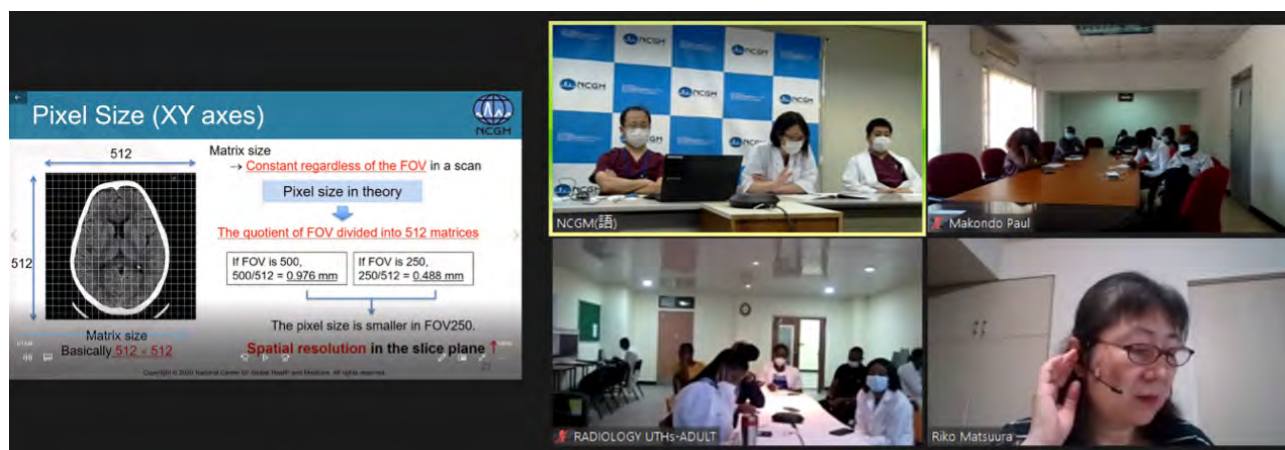 Pixel Size (XY axes)
NCGM
512
512
Matrix size
Basically 512 × 512
Matrix size
→ Constant regardless of the FOV in a scan
Pixel size in theory
The quotient of FOV divided into 512 matrices
If FOV is 500,
500/512 = 0.976 mm
If FOV is 250,
250/512 = 0.488 mm
The pixel size is smaller in FOV250.
Spatial resolution in the slice plane ↑
Copyright © 2020 National Center for Global Health and Medicine. All rights reserved.
NCGM
NCGM
NCGM
NCGM
NCGM
NCGM(語)
Makondo Paul
RADIOLOGY UTHs-ADULT
Riko Matsuura